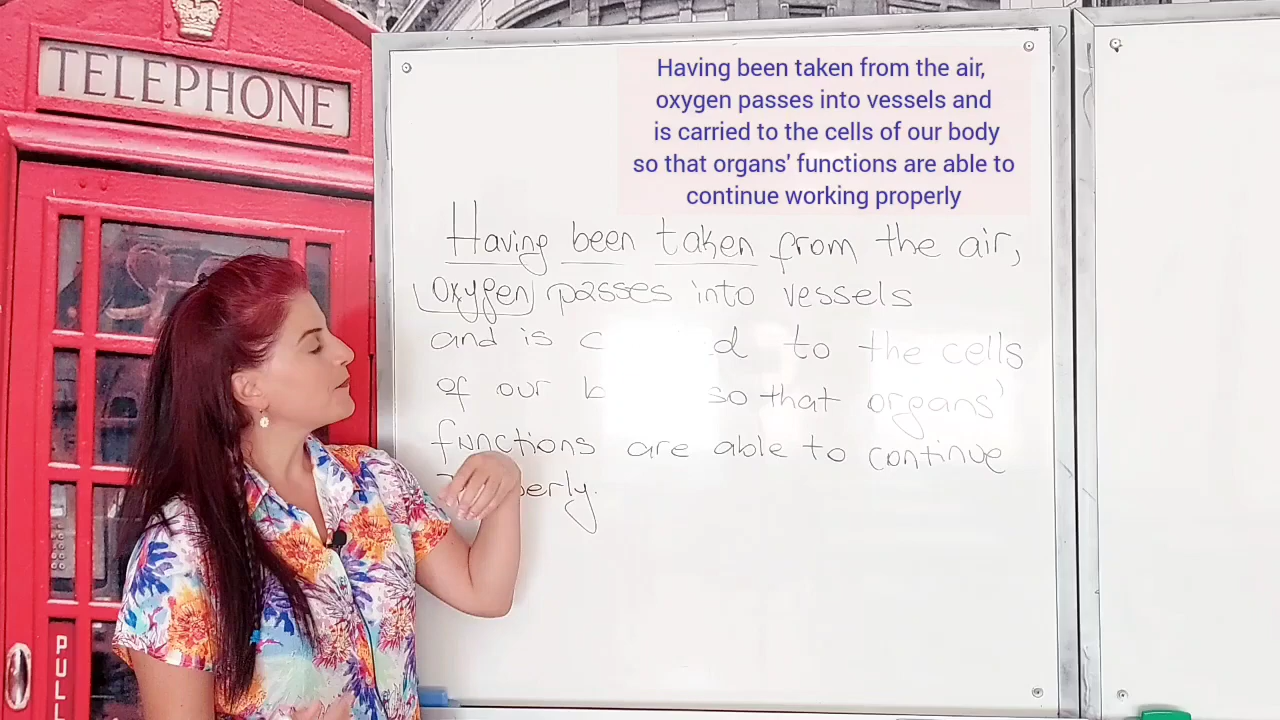 TELEPHONE
Having been taken from the air,
oxygen passes into vessels and
is carried to the cells of our body
so that organs' functions are able to
continue working properly
Having been taken from the air,
oxygen passes into vessels
and is to the cells
of our so that organs'
functions are able to continue
PULL